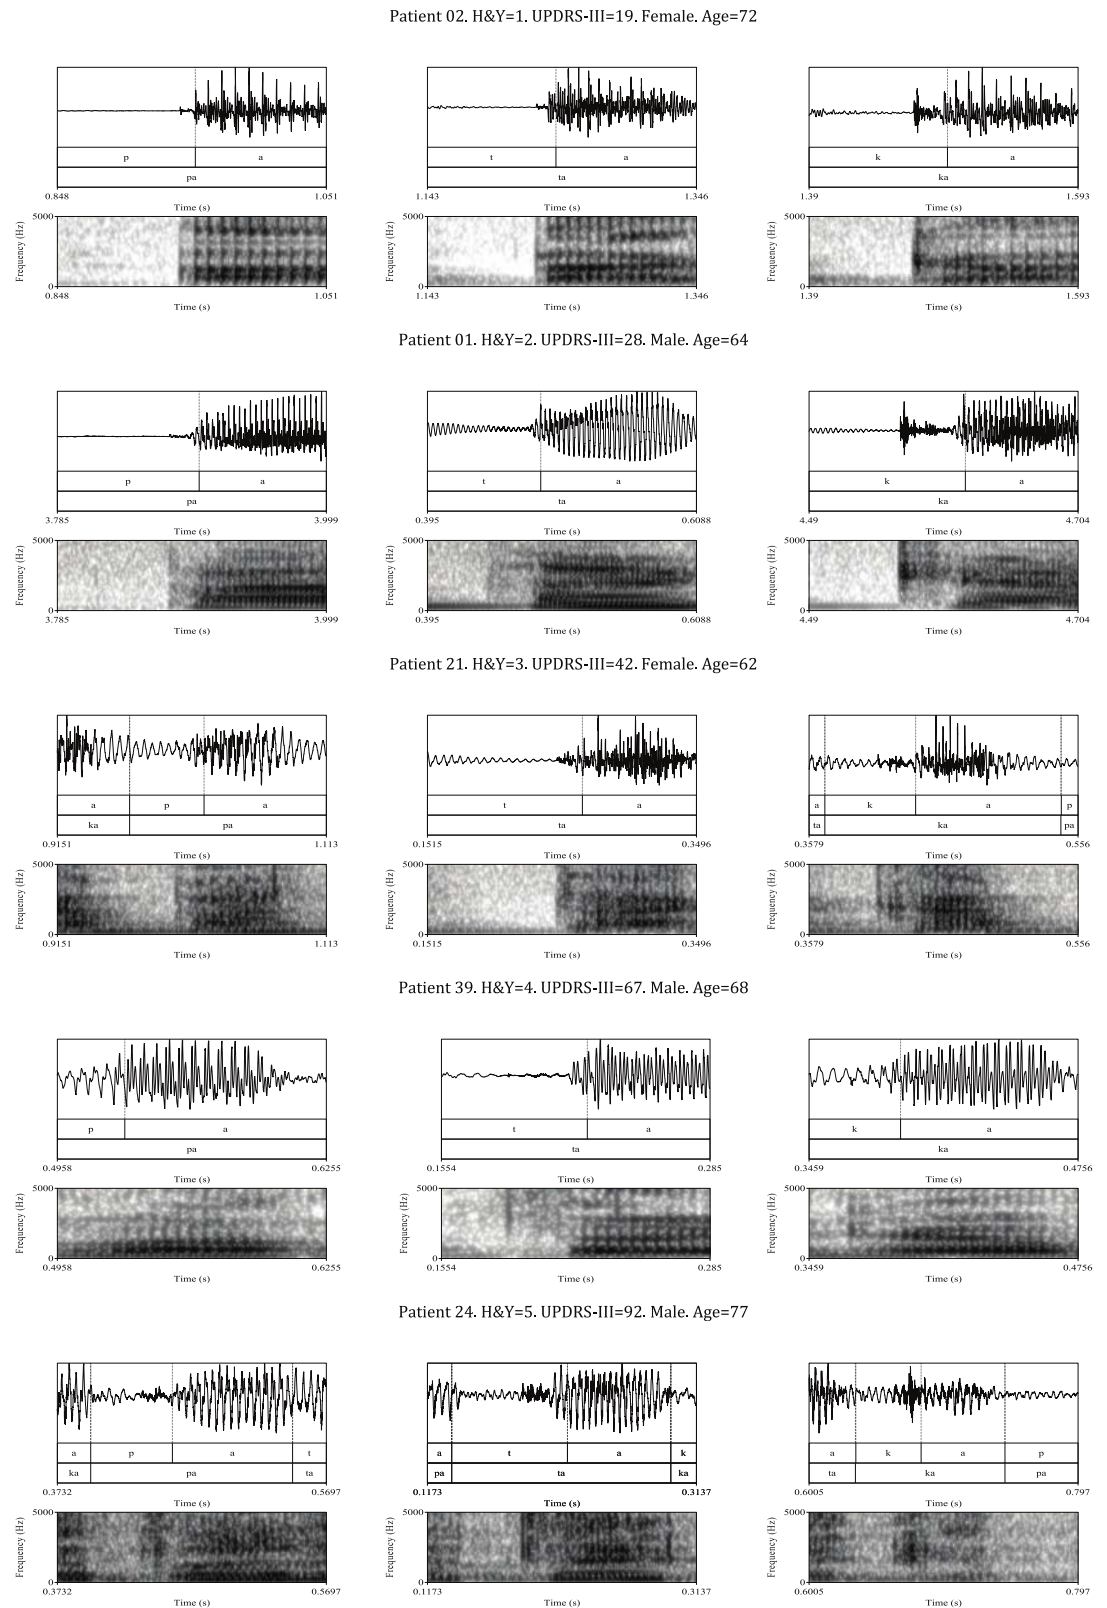 Patient 02. H&Y=1. UPDRS-III=19. Female. Age=72
p a t a k a
pa ta ka
0.848 1.051 1.143 1.346 1.39 1.593
Time (s) Time (s) Time (s)
5000 5000 5000
Frequency (Hz) Frequency (Hz) Frequency (Hz)
0 0 0
0.848 1.051 1.143 1.346 1.39 1.593
Time (s) Time (s) Time (s)
Patient 01. H&Y=2. UPDRS-III=28. Male. Age=64
p a t a k a
pa ta ka
3.785 3.999 0.395 0.6088 4.49 4.704
Time (s) Time (s) Time (s)
5000 5000 5000
Frequency (Hz) Frequency (Hz) Frequency (Hz)
0 0 0
3.785 3.999 0.395 0.6088 4.49 4.704
Time (s) Time (s) Time (s)
Patient 21. H&Y=3. UPDRS-III=42. Female. Age=62
a p a t a a k a p
ka pa ta ta ka pa
0.9151 1.113 0.1515 0.3496 0.3579 0.556
Time (s) Time (s) Time (s)
5000 5000 5000
Frequency (Hz) Frequency (Hz) Frequency (Hz)
0 0 0
0.9151 1.113 0.1515 0.3496 0.3579 0.556
Time (s) Time (s) Time (s)
Patient 39. H&Y=4. UPDRS-III=67. Male. Age=68
p a t a k a
pa ta ka
0.4958 0.6255 0.1554 0.285 0.3459 0.4756
Time (s) Time (s) Time (s)
5000 5000 5000
Frequency (Hz) Frequency (Hz) Frequency (Hz)
0 0 0
0.4958 0.6255 0.1554 0.285 0.3459 0.4756
Time (s) Time (s) Time (s)
Patient 24. H&Y=5. UPDRS-III=92. Male. Age=77
a p a t a t a k a k a p
ka pa ta pa ta ka ta ka pa
0.3732 0.5697 0.1173 0.3137 0.6005 0.797
Time (s) Time (s) Time (s)
5000 5000 5000
Frequency (Hz) Frequency (Hz) Frequency (Hz)
0 0 0
0.3732 0.5697 0.1173 0.3137 0.6005 0.797
Time (s) Time (s) Time (s)